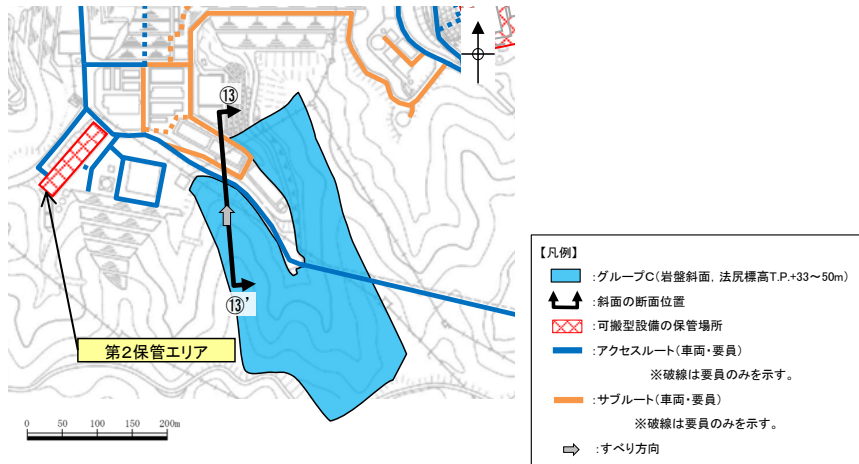 ⑬
⑬'
第2保管エリア
0 50 100 150 200m
【凡例】
:グループC(岩盤斜面, 法尻標高T.P.+33～50m)
:斜面の断面位置
:可搬型設備の保管場所
:アクセスルート(車両・要員)
※破線は要員のみを示す。
:サブルート(車両・要員)
※破線は要員のみを示す。
:すべり方向